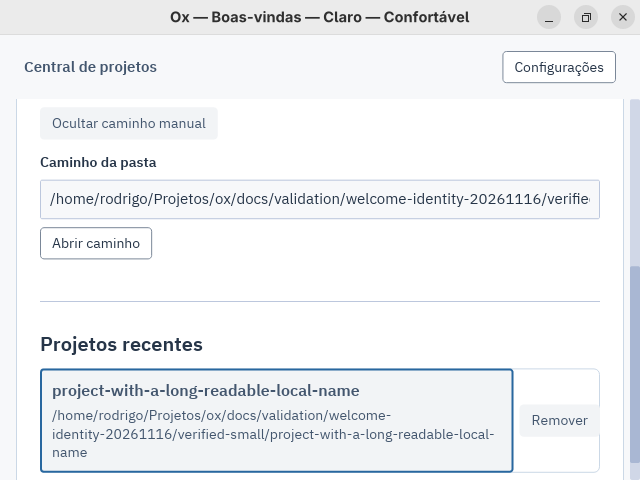 Ox — Boas-vindas — Claro — Confortável
Central de projetos
Configurações
Ocultar caminho manual
Caminho da pasta
/home/rodrigo/Projetos/ox/docs/validation/welcome-identity-20261116/verifie
Abrir caminho
Projetos recentes
project-with-a-long-readable-local-name
/home/rodrigo/Projetos/ox/docs/validation/welcome-
identity-20261116/verified-small/project-with-a-long-readable-local-
name
Remover